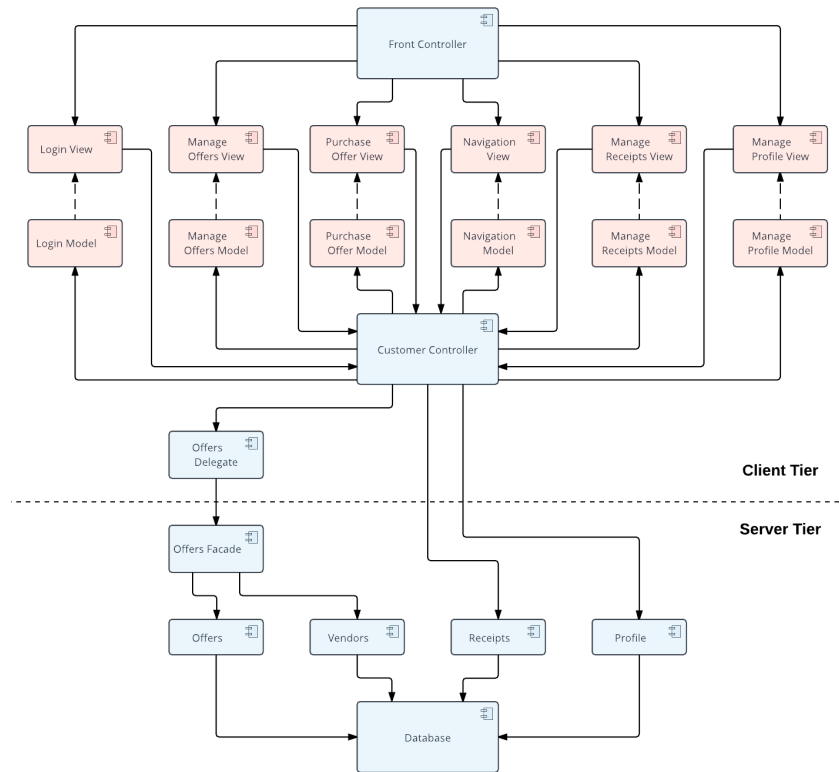 Front Controller
Login View
Manage
Offers View
Purchase
Offer View
Navigation
View
Manage
Receipts View
Manage
Profile View
Login Model
Manage
Offers Model
Purchase
Offer Model
Navigation
Model
Manage
Receipts Model
Manage
Profile Model
Customer Controller
Offers
Delegate
Client Tier
Server Tier
Offers Facade
Offers
Vendors
Receipts
Profile
Database